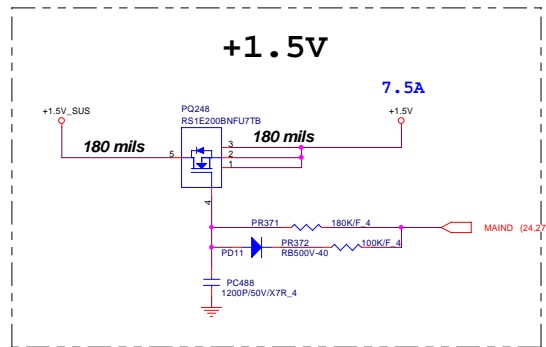 +1.5V
7.5A
+1.5V_SUS
PQ248
RS1E200BNFU7TB
+1.5V
180 mils
180 mils
5
3
2
1
4
PR371
180K/F_4
MAIND (24,27
PD11
PR372
RB500V-40
100K/F_4
PC488
1200P/50V/X7R_4